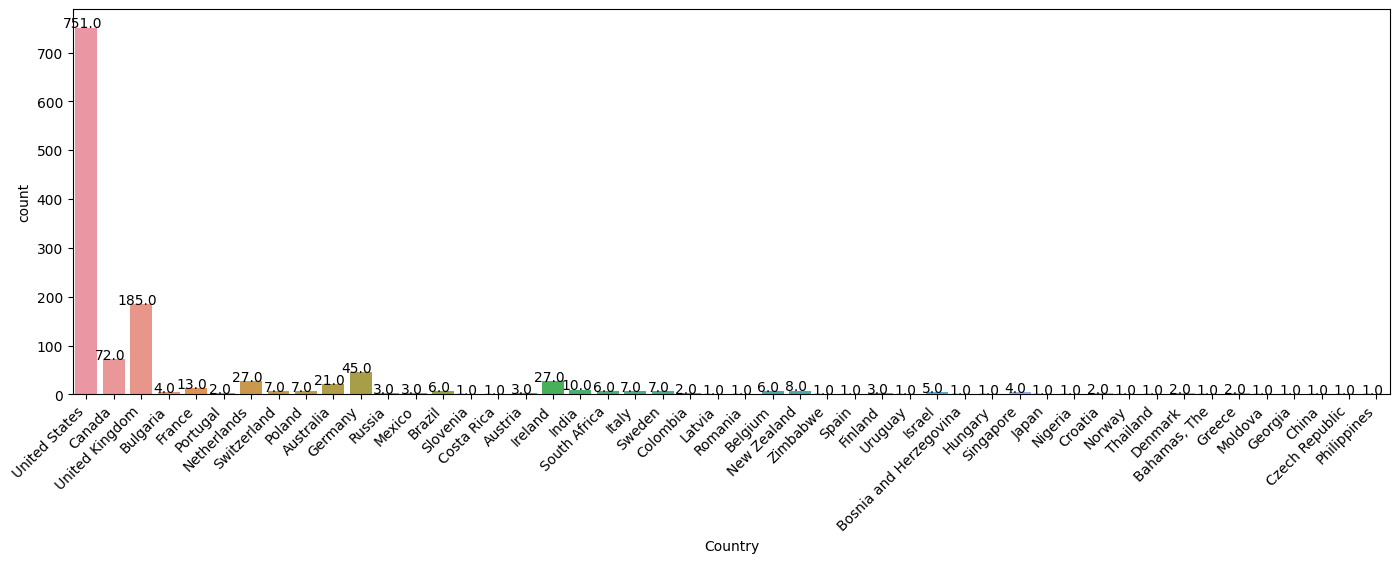 751.0
700
600
500
400
300
200
100
0
count
72.0
185.0
4.0
13.0
2.0
27.0
7.0
7.0
21.0
45.0
3.0
3.0
6.0
1.0
1.0
3.0
27.0
10.0
6.0
7.0
7.0
2.0
1.0
1.0
6.0
8.0
1.0
1.0
3.0
1.0
5.0
1.0
1.0
4.0
1.0
1.0
2.0
1.0
1.0
2.0
1.0
2.0
1.0
1.0
1.0
1.0
1.0
United States
Canada
United Kingdom
Bulgaria
France
Portugal
Netherlands
Switzerland
Poland
Australia
Germany
Russia
Mexico
Brazil
Slovenia
Costa Rica
Austria
Ireland
India
South Africa
Italy
Sweden
Colombia
Latvia
Romania
Belgium
New Zealand
Zimbabwe
Spain
Finland
Uruguay
Israel
Bosnia and Herzegovina
Hungary
Singapore
Japan
Nigeria
Croatia
Norway
Thailand
Denmark
Bahamas, The
Greece
Moldova
Georgia
China
Czech Republic
Philippines
Country